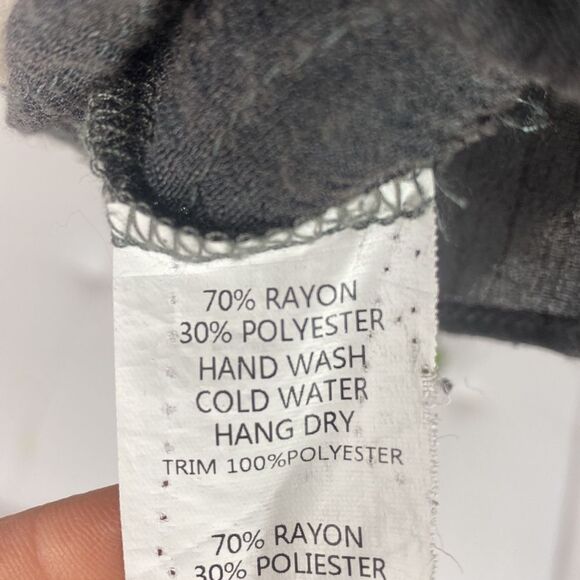 70% RAYON
30% POLYESTER
HAND WASH
COLD WATER
HANG DRY
TRIM 100%POLYESTER
70% RAYON
30% POLIESTER